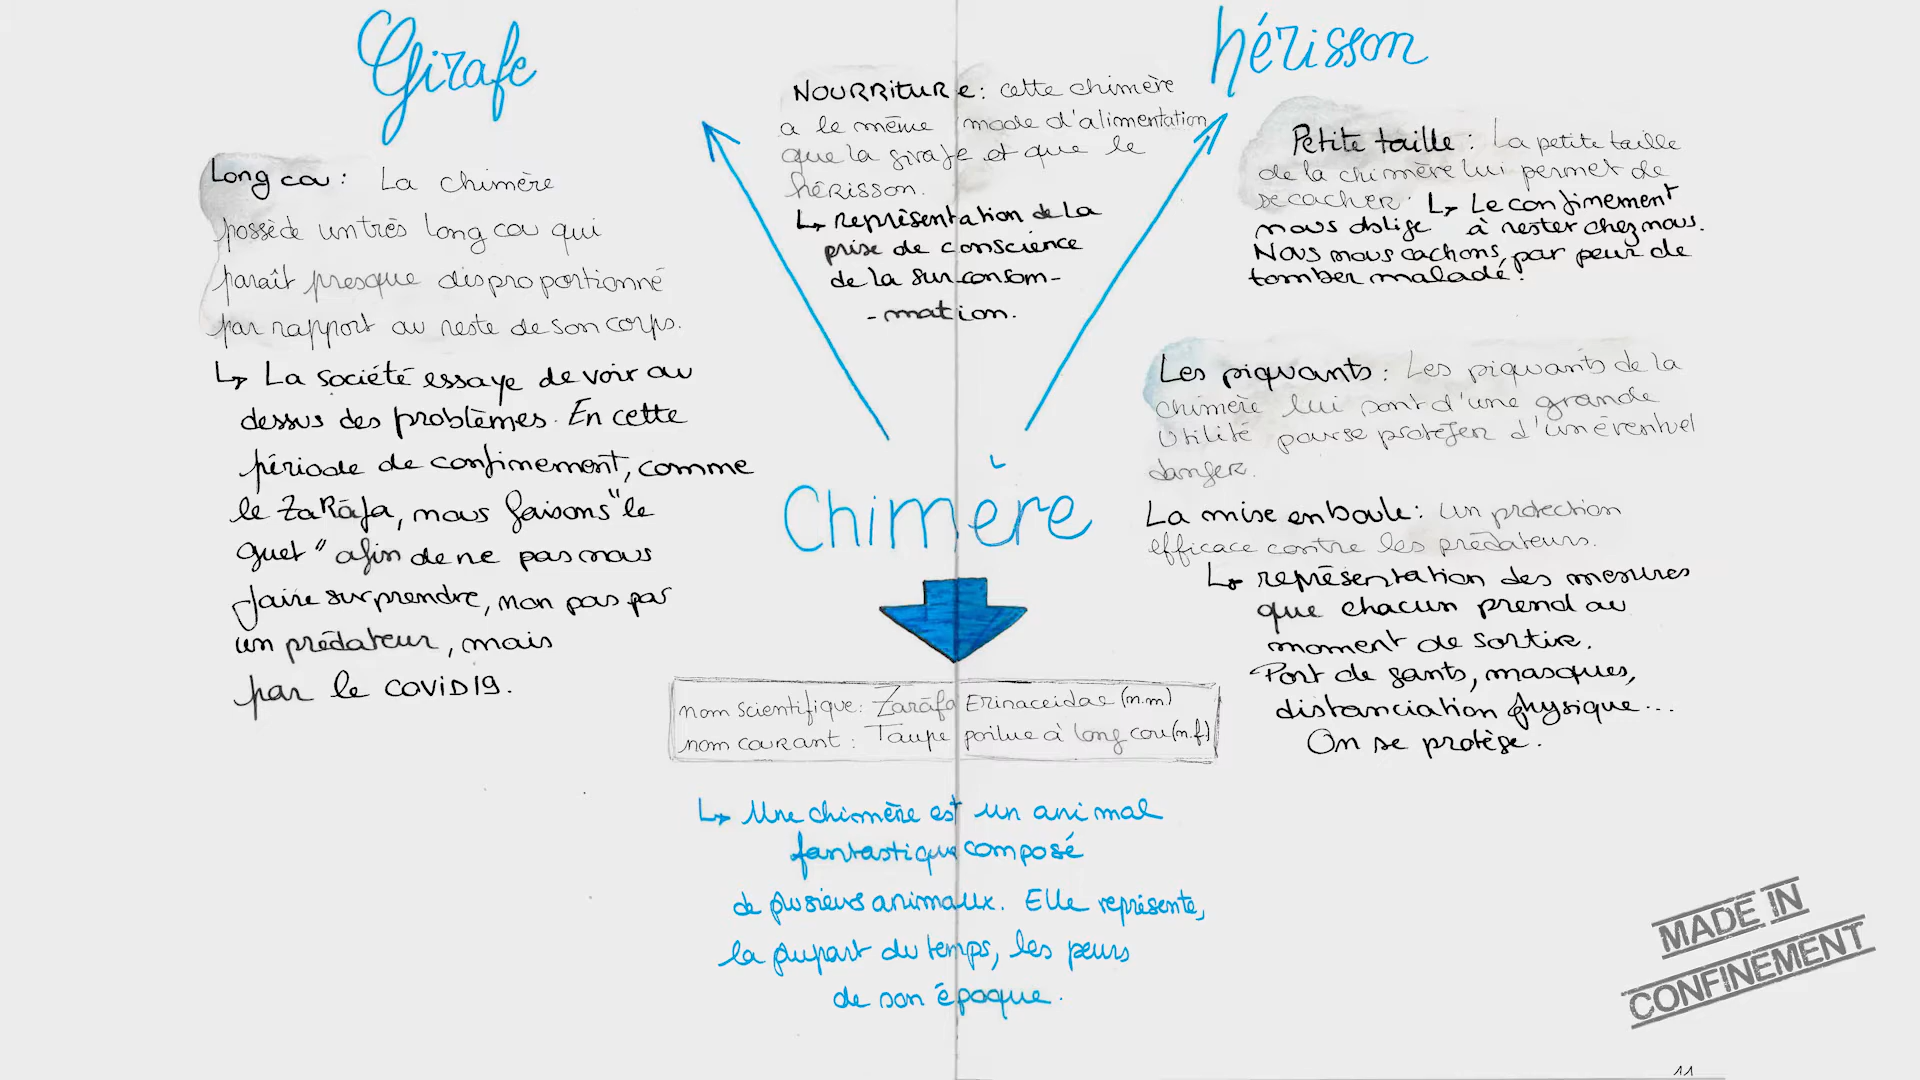 Girafe
Long cou : La chimère
possède un très long cou qui
paraît presque disproportionné
par rapport au reste de son corps.
↳ La société essaye de voir au
dessus des problèmes. En cette
période de confinement, comme
le Zarāfa, nous faisons "le
guet" afin de ne pas nous
faire surprendre, non pas par
un prédateur, mais
par le covid19.
Nourriture : cette chimère
a le même mode d'alimentation
que la girafe et que le
hérisson.
↳ représentation de la
prise de conscience
de la surconsom-
-mation.
hérisson
Petite taille : La petite taille
de la chimère lui permet de
se cacher. ↳ Le confinement
nous oblige à rester chez nous.
Nous nous cachons, par peur de
tomber malade.
Les piquants : Les piquants de la
chimère lui sont d'une grande
utilité pour se protéger d'un éventuel
danger.
La mise en boule : un protection
efficace contre les prédateurs.
↳ représentation des mesures
que chacun prend au
moment de sortir.
Port de gants, masques,
distanciation physique...
On se protège.
Chimère
nom scientifique : Zarāfa Erinaceidae (n.m)
nom courant : Taupe poilue à long cou (n.f)
↳ Une chimère est un animal
fantastique composé
de plusieurs animaux. Elle représente,
la plupart du temps, les peurs
de son époque.
MADE IN
CONFINEMENT
11